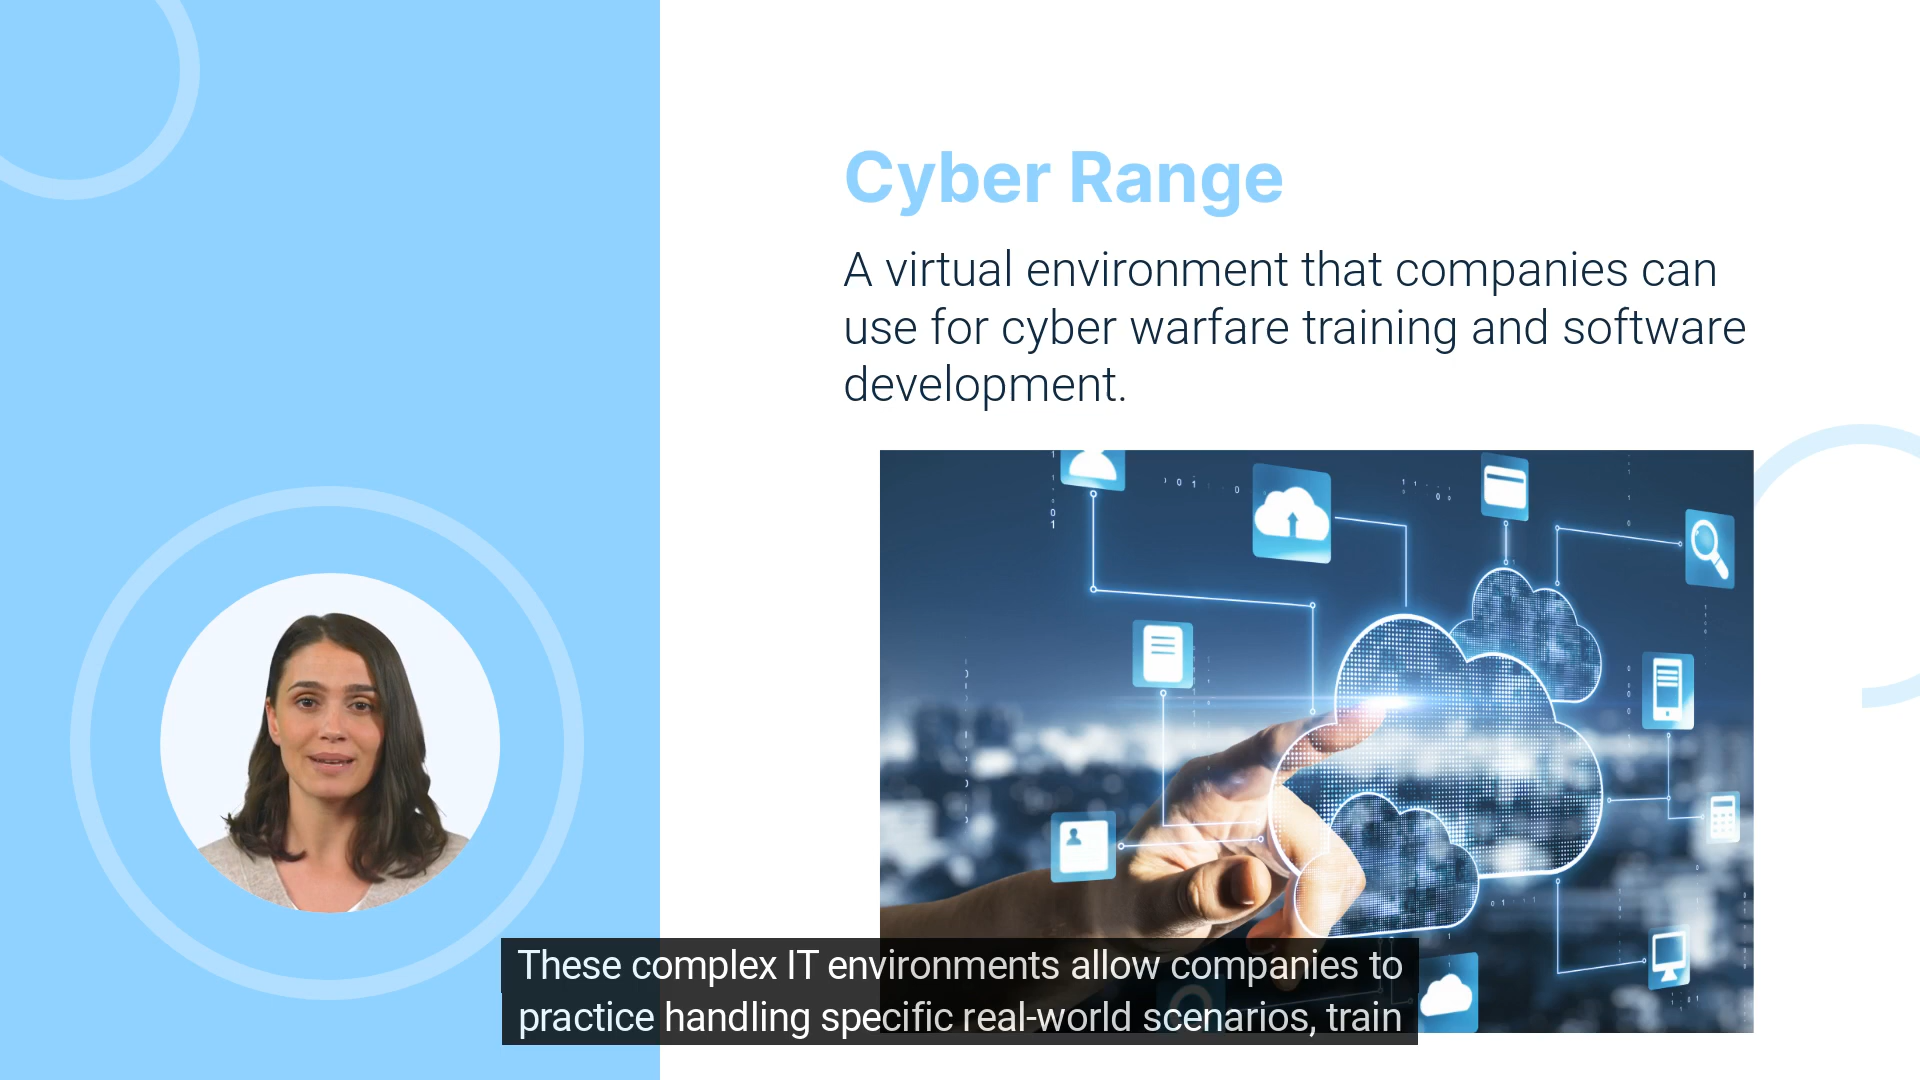 Cyber Range
A virtual environment that companies can
use for cyber warfare training and software
development.
These complex IT environments allow companies to
practice handling specific real-world scenarios, train